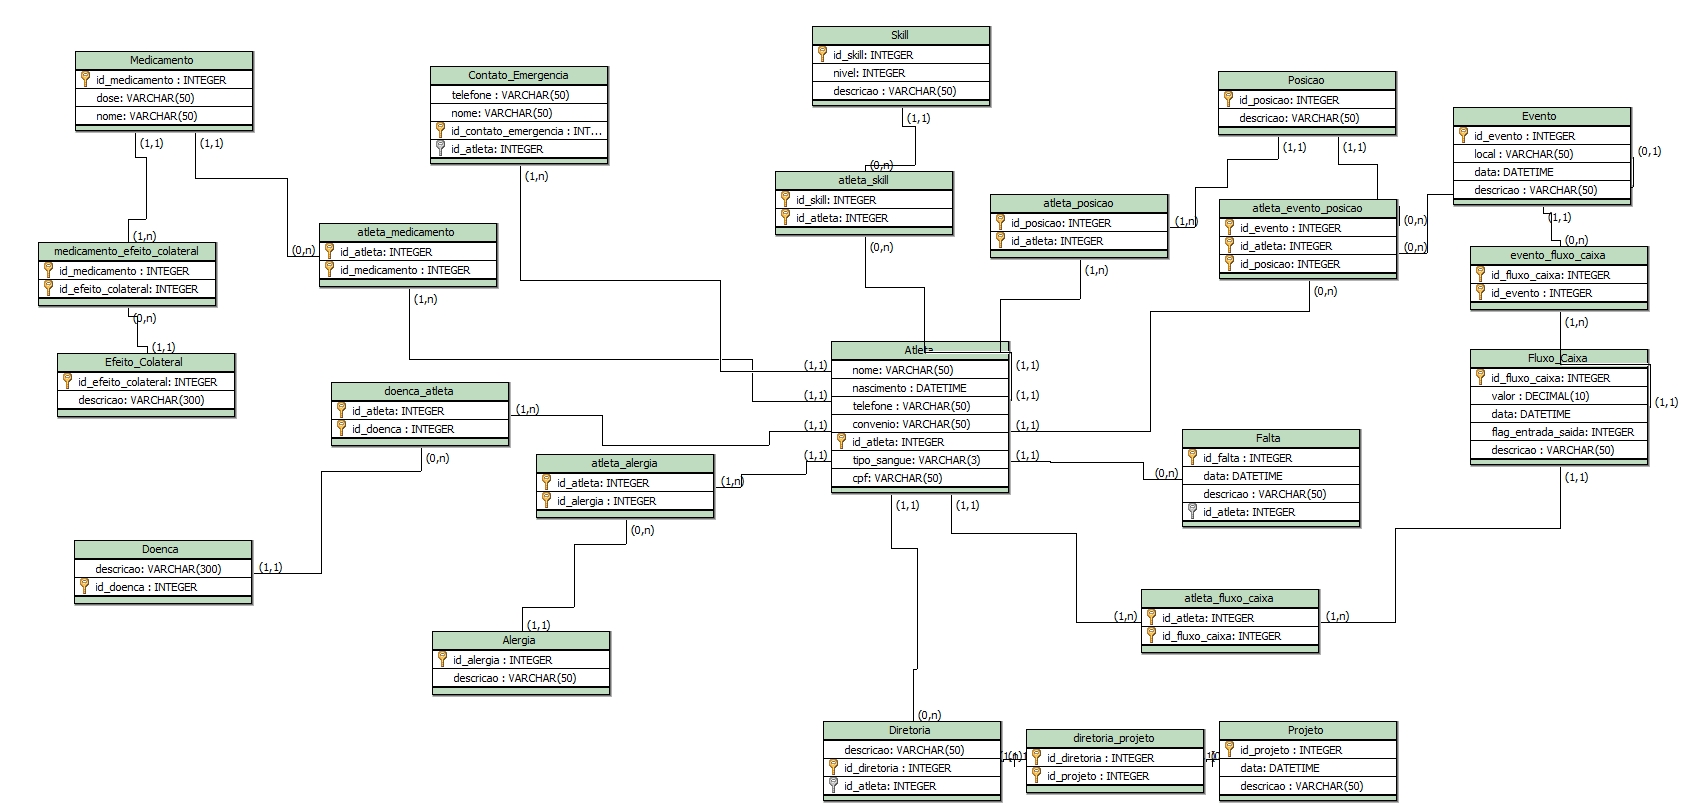 Medicamento
id_medicamento : INTEGER
dose: VARCHAR(50)
nome: VARCHAR(50)
(1,1)
(1,1)
Contato_Emergencia
telefone : VARCHAR(50)
nome: VARCHAR(50)
id_contato_emergencia : INT...
id_atleta: INTEGER
(1,n)
Skill
id_skill: INTEGER
nivel: INTEGER
descricao : VARCHAR(50)
(1,1)
(0,n)
atleta_skill
id_skill: INTEGER
id_atleta: INTEGER
(0,n)
Posicao
id_posicao: INTEGER
descricao: VARCHAR(50)
(1,1)
(1,1)
Evento
id_evento : INTEGER
local : VARCHAR(50)
data: DATETIME
descricao : VARCHAR(50)
(0,1)
(1,1)
(0,n)
atleta_posicao
id_posicao: INTEGER
id_atleta: INTEGER
(1,n)
(1,n)
atleta_evento_posicao
id_evento : INTEGER
id_atleta: INTEGER
id_posicao: INTEGER
(0,n)
(0,n)
(0,n)
evento_fluxo_caixa
id_fluxo_caixa: INTEGER
id_evento : INTEGER
(1,n)
(1,n)
medicamento_efeito_colateral
id_medicamento : INTEGER
id_efeito_colateral: INTEGER
(0,n)
(1,1)
(0,n)
atleta_medicamento
id_atleta: INTEGER
id_medicamento : INTEGER
(1,n)
Efeito_Colateral
id_efeito_colateral: INTEGER
descricao: VARCHAR(300)
doenca_atleta
id_atleta: INTEGER
id_doenca : INTEGER
(1,n)
(0,n)
Atleta
nome: VARCHAR(50)
nascimento : DATETIME
telefone : VARCHAR(50)
convenio: VARCHAR(50)
id_atleta: INTEGER
tipo_sangue: VARCHAR(3)
cpf: VARCHAR(50)
(1,1)
(1,1)
(1,1)
(1,1)
(1,1)
(1,1)
(1,1)
(1,1)
(1,1)
(1,1)
Fluxo_Caixa
id_fluxo_caixa: INTEGER
valor : DECIMAL(10)
data: DATETIME
flag_entrada_saida: INTEGER
descricao: VARCHAR(50)
(1,1)
(1,1)
Falta
id_falta : INTEGER
data: DATETIME
descricao : VARCHAR(50)
id_atleta: INTEGER
(0,n)
atleta_alergia
id_atleta: INTEGER
id_alergia : INTEGER
(1,n)
(0,n)
Doenca
descricao: VARCHAR(300)
id_doenca : INTEGER
(1,1)
(1,1)
Alergia
id_alergia : INTEGER
descricao : VARCHAR(50)
atleta_fluxo_caixa
id_atleta: INTEGER
id_fluxo_caixa: INTEGER
(1,n)
(1,n)
(0,n)
Diretoria
descricao: VARCHAR(50)
id_diretoria : INTEGER
id_atleta: INTEGER
diretoria_projeto
id_diretoria : INTEGER
id_projeto : INTEGER
Projeto
id_projeto : INTEGER
data: DATETIME
descricao: VARCHAR(50)